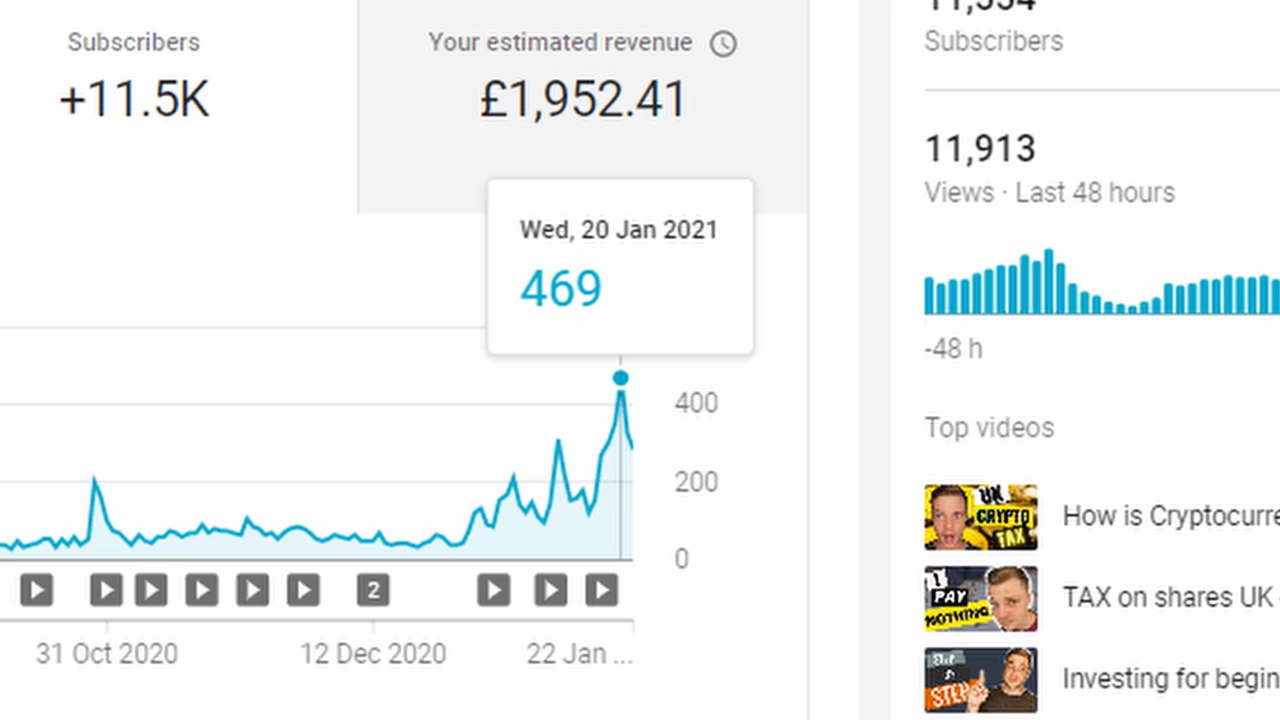 Subscribers
+11.5K
Your estimated revenue
£1,952.41
Wed, 20 Jan 2021
469
400
200
0
2
31 Oct 2020
12 Dec 2020
22 Jan ...
Subscribers
11,913
Views · Last 48 hours
-48 h
Top videos
UK
CRYPTO
TAX
How is Cryptocurre
I
PAY
NOTHING
TAX on shares UK
STEP
Investing for begin